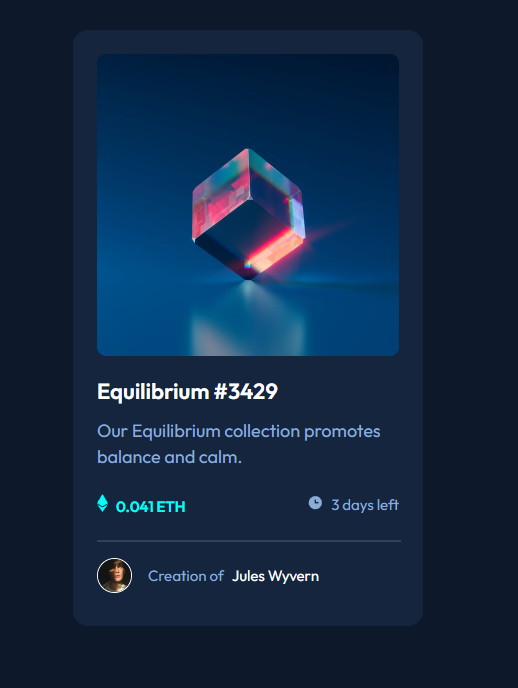 Equilibrium #3429
Our Equilibrium collection promotes
balance and calm.
0.041 ETH 3 days left
Creation of Jules Wyvern